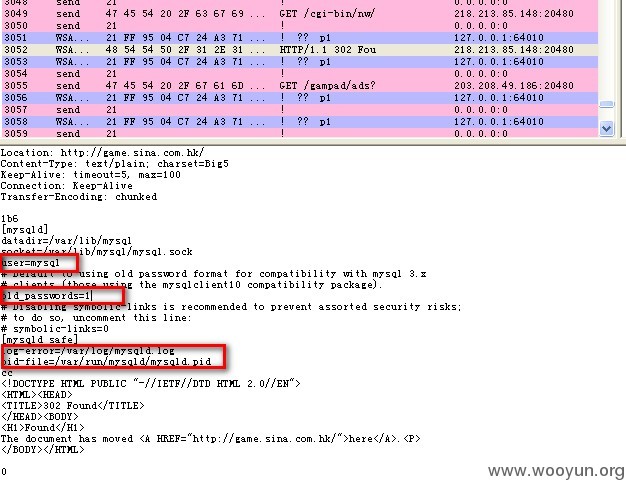 3048 send 21 ! 0.0.0.0:0
3049 send 47 45 54 20 2F 63 67 69 ... GET /cgi-bin/nw/ 218.213.85.148:20480
3050 send 21 ! 0.0.0.0:0
3051 WSA... 21 FF 95 04 C7 24 A3 71 ... ! ?? p1 127.0.0.1:64010
3052 WSA... 48 54 54 50 2F 31 2E 31 ... HTTP/1.1 302 Fou 218.213.85.148:20480
3053 WSA... 21 FF 95 04 C7 24 A3 71 ... ! ?? p1 127.0.0.1:64010
3054 send 21 ! 0.0.0.0:0
3055 send 47 45 54 20 2F 67 61 6D ... GET /gampad/ads? 203.208.49.186:20480
3056 WSA... 21 FF 95 04 C7 24 A3 71 ... ! ?? p1 127.0.0.1:64010
3057 send 21 ! 0.0.0.0:0
3058 WSA... 21 FF 95 04 C7 24 A3 71 ... ! ?? p1 127.0.0.1:64010
3059 send 21 ! 0.0.0.0:0
Location: http://game.sina.com.hk/
Content-Type: text/plain; charset=Big5
Keep-Alive: timeout=5, max=100
Connection: Keep-Alive
Transfer-Encoding: chunked
1b6
[mysqld]
datadir=/var/lib/mysql
socket=/var/lib/mysql/mysql.sock
user=mysql
# Default to using old password format for compatibility with mysql 3.x
# clients (those using the mysqlclient10 compatibility package).
old_passwords=1
# Disabling symbolic-links is recommended to prevent assorted security risks;
# to do so, uncomment this line:
# symbolic-links=0
[mysqld_safe]
log-error=/var/log/mysqld.log
pid-file=/var/run/mysqld/mysqld.pid
cc
<!DOCTYPE HTML PUBLIC "-//IETF//DTD HTML 2.0//EN">
<HTML><HEAD>
<TITLE>302 Found</TITLE>
</HEAD><BODY>
<H1>Found</H1>
The document has moved <A HREF="http://game.sina.com.hk/">here</A>.<P>
</BODY></HTML>
0
www.wooyun.org